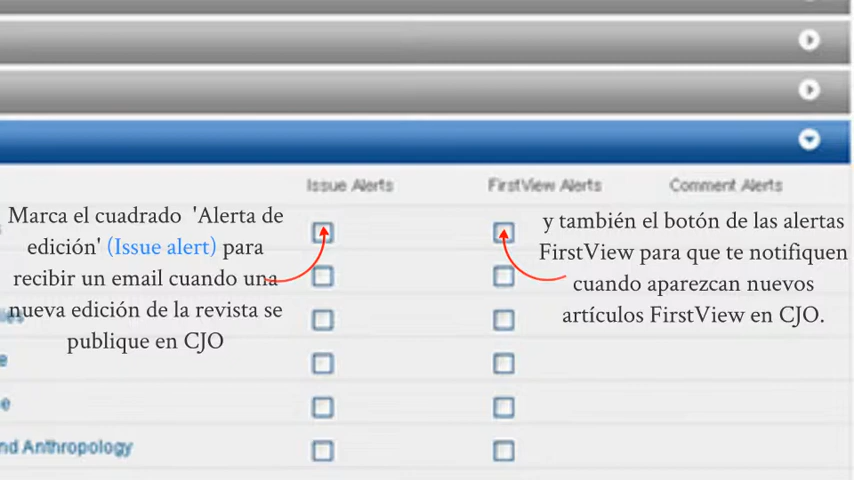 Issue Alerts
FirstView Alerts
Comment Alerts
Marca el cuadrado 'Alerta de
edición' (Issue alert) para
recibir un email cuando una
nueva edición de la revista se
publique en CJO
y también el botón de las alertas
FirstView para que te notifiquen
cuando aparezcan nuevos
artículos FirstView en CJO.
nd Anthropology